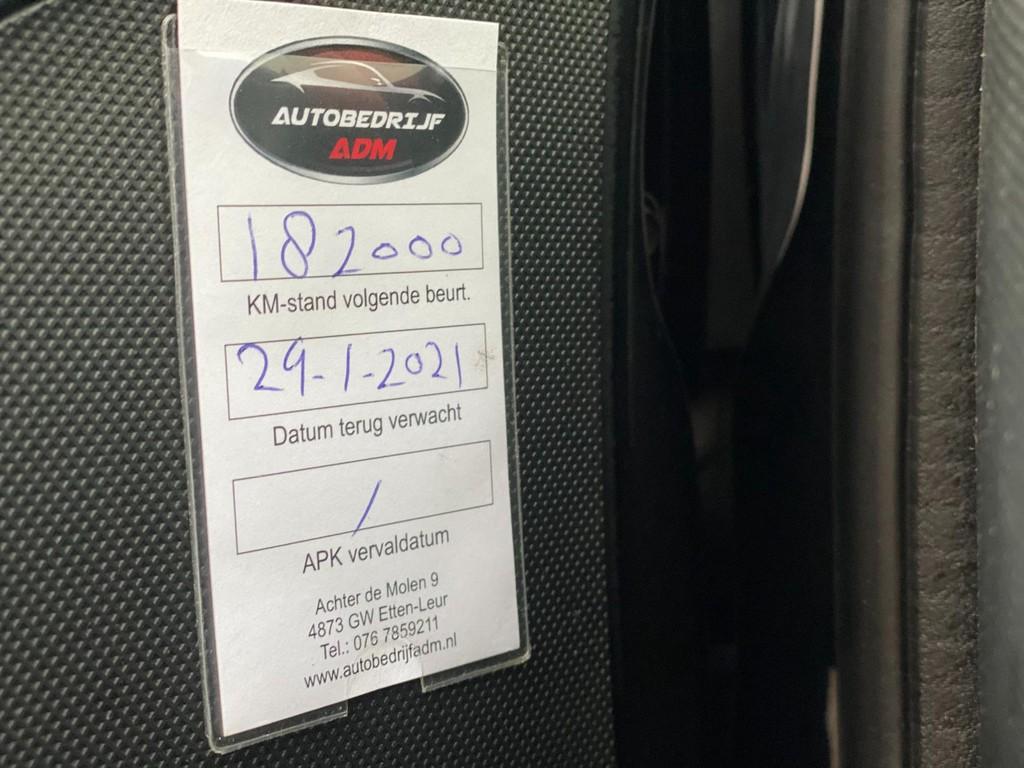 AUTOBEDRIJF
ADM
182000
KM-stand volgende beurt.
29-1-2021
Datum terug verwacht
/
APK vervaldatum
Achter de Molen 9
4873 GW Etten-Leur
Tel.: 076 7859211
www.autobedrijfadm.nl